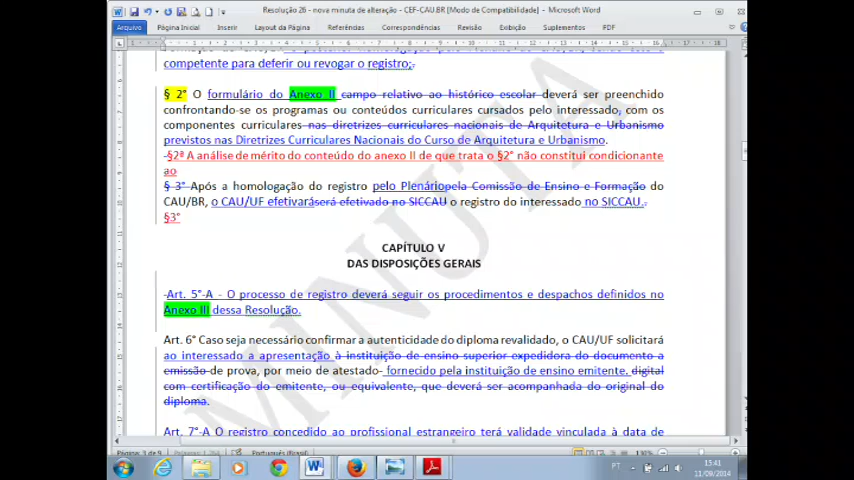 Resolução 26 - nova minuta de alteração - CEF-CAU.BR [Modo de Compatibilidade] - Microsoft Word
Arquivo Página Inicial Inserir Layout da Página Referências Correspondências Revisão Exibição Suplementos PDF
competente para deferir ou revogar o registro;.
§ 2° O formulário do Anexo II campo relativo ao histórico escolar deverá ser preenchido
confrontando-se os programas ou conteúdos curriculares cursados pelo interessado, com os
componentes curriculares nas diretrizes curriculares nacionais de Arquitetura e Urbanismo
previstos nas Diretrizes Curriculares Nacionais do Curso de Arquitetura e Urbanismo.
-§2ª A análise de mérito do conteúdo do anexo II de que trata o §2° não constitui condicionante
ao
§ 3° Após a homologação do registro pelo Plenáriopela Comissão de Ensino e Formação do
CAU/BR, o CAU/UF efetivaráserá efetivado no SICCAU o registro do interessado no SICCAU..
§3°
CAPÍTULO V
DAS DISPOSIÇÕES GERAIS
-Art. 5°-A - O processo de registro deverá seguir os procedimentos e despachos definidos no
Anexo III dessa Resolução.
Art. 6° Caso seja necessário confirmar a autenticidade do diploma revalidado, o CAU/UF solicitará
ao interessado a apresentação à instituição de ensino superior expedidora do documento a
emissão de prova, por meio de atestado- fornecido pela instituição de ensino emitente. digital
com certificação do emitente, ou equivalente, que deverá ser acompanhada do original do
diploma.
Art. 7°-A O registro concedido ao profissional estrangeiro terá validade vinculada à data de
MINUTA
Página: 3 de 9 Português (Brasil) 130%
PT 15:41
11/09/2014